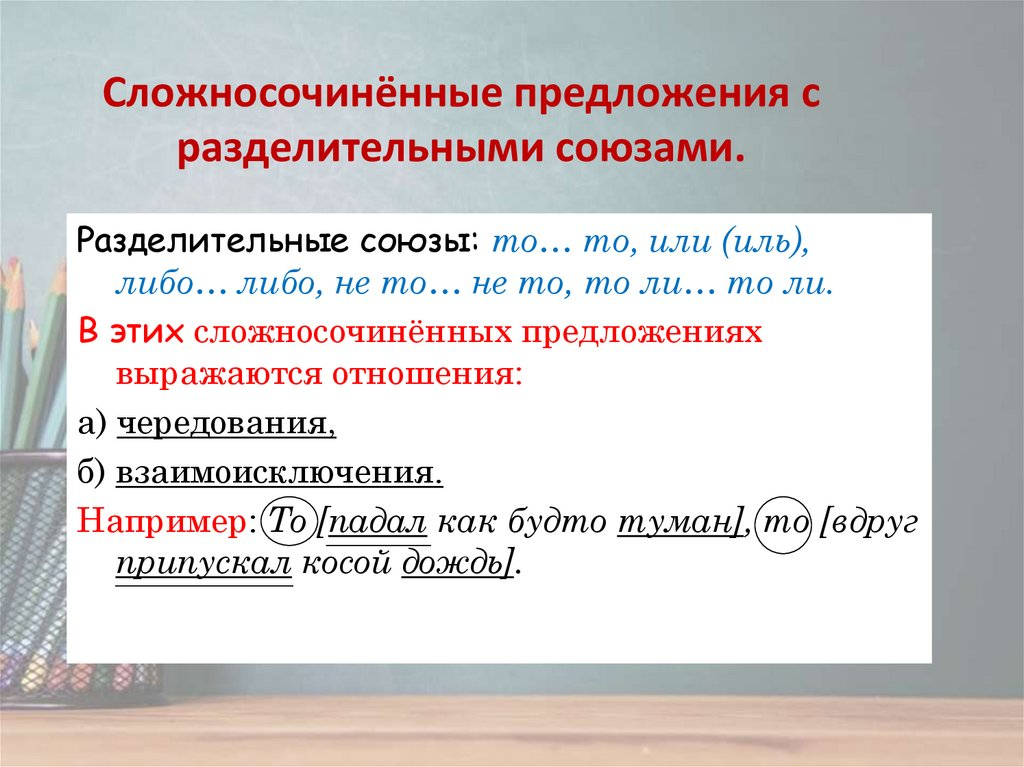 Сложносочинённые предложения с
разделительными союзами.
Разделительные союзы: то… то, или (иль),
либо… либо, не то… не то, то ли… то ли.
В этих сложносочинённых предложениях
выражаются отношения:
а) чередования,
б) взаимоисключения.
Например: То [падал как будто туман], то [вдруг
припускал косой дождь].